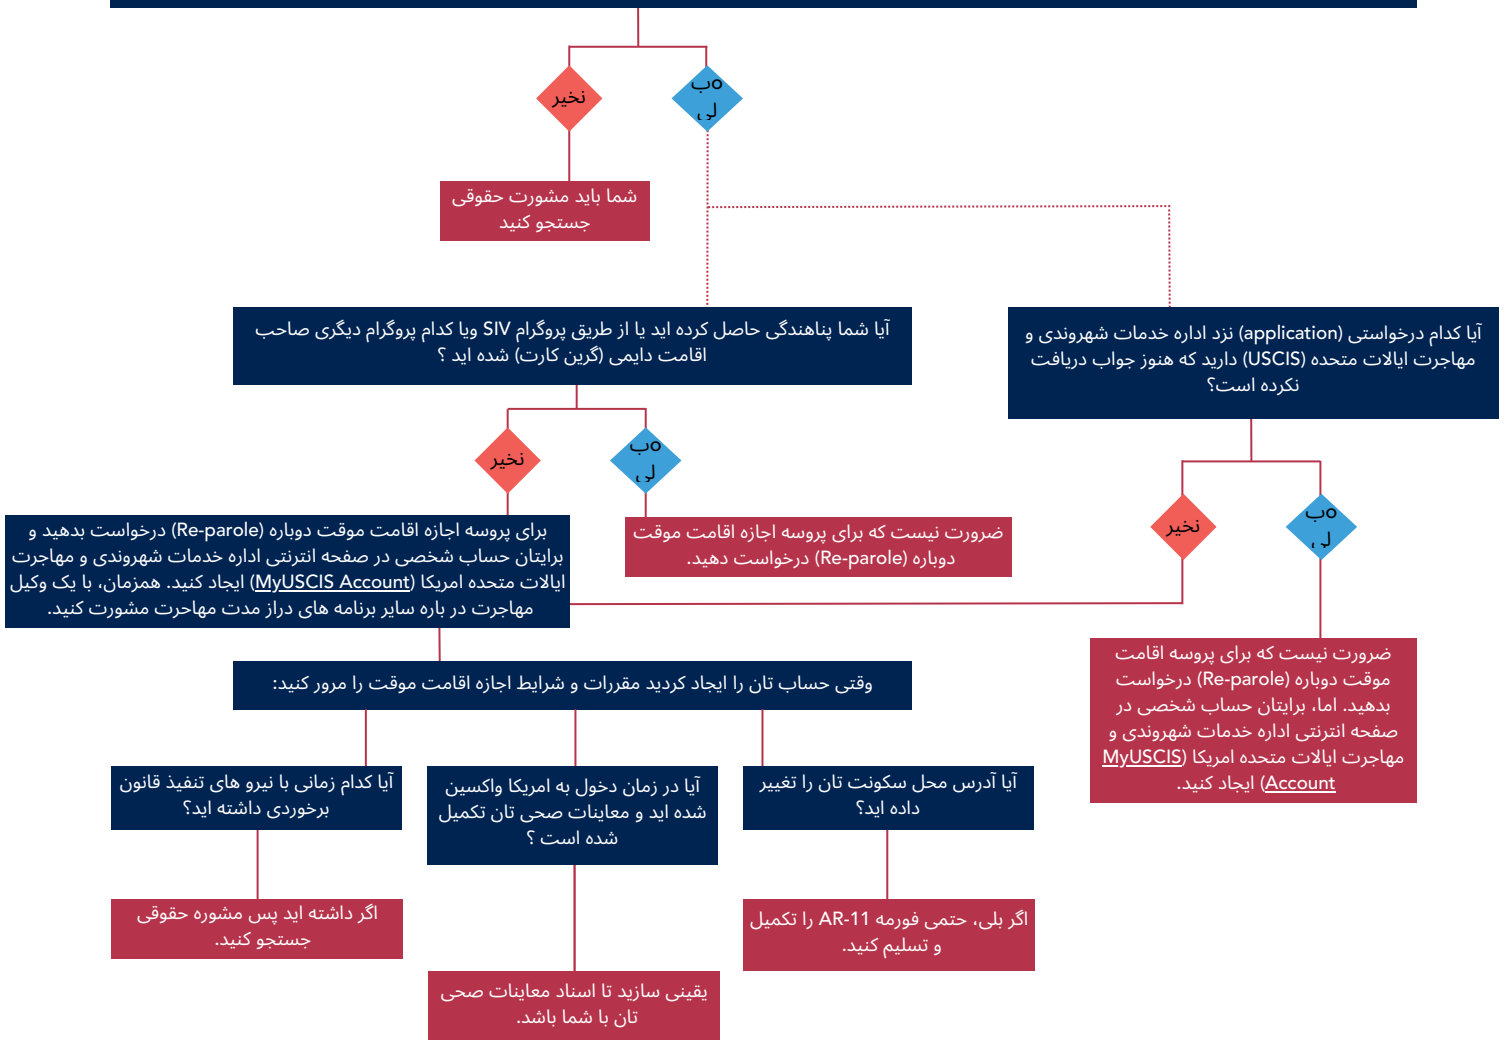 نخیر
هب
لی
شما باید مشورت حقوقی
جستجو کنید
آیا کدام درخواستی (application) نزد اداره خدمات شهروندی و
مهاجرت ایالات متحده (USCIS) دارید که هنوز جواب دریافت
نکرده است؟
آیا شما پناهندگی حاصل کرده اید یا از طریق پروگرام SIV ویا کدام پروگرام دیگری صاحب
اقامت دایمی (گرین کارت) شده اید ؟
نخیر
هب
لی
نخیر
هب
لی
برای پروسه اجازه اقامت موقت دوباره (Re-parole) درخواست بدهید و
برایتان حساب شخصی در صفحه انترنتی اداره خدمات شهروندی و مهاجرت
ایالات متحده امریکا (MyUSCIS Account) ایجاد کنید. همزمان، با یک وکیل
مهاجرت در باره سایر برنامه های دراز مدت مهاجرت مشورت کنید.
ضرورت نیست که برای پروسه اجازه اقامت موقت
دوباره (Re-parole) درخواست دهید.
ضرورت نیست که برای پروسه اقامت
موقت دوباره (Re-parole) درخواست
بدهید. اما، برایتان حساب شخصی در
صفحه انترنتی اداره خدمات شهروندی و
مهاجرت ایالات متحده امریکا (MyUSCIS
Account) ایجاد کنید.
وقتی حساب تان را ایجاد کردید مقررات و شرایط اجازه اقامت موقت را مرور کنید:
آیا آدرس محل سکونت تان را تغییر
داده اید؟
آیا در زمان دخول به امریکا واکسین
شده اید و معاینات صحی تان تکمیل
شده است ؟
آیا کدام زمانی با نیرو های تنفیذ قانون
برخوردی داشته اید؟
اگر بلی، حتمی فورمه AR-11 را تکمیل
و تسلیم کنید.
یقینی سازید تا اسناد معاینات صحی
تان با شما باشد.
اگر داشته اید پس مشوره حقوقی
جستجو کنید.